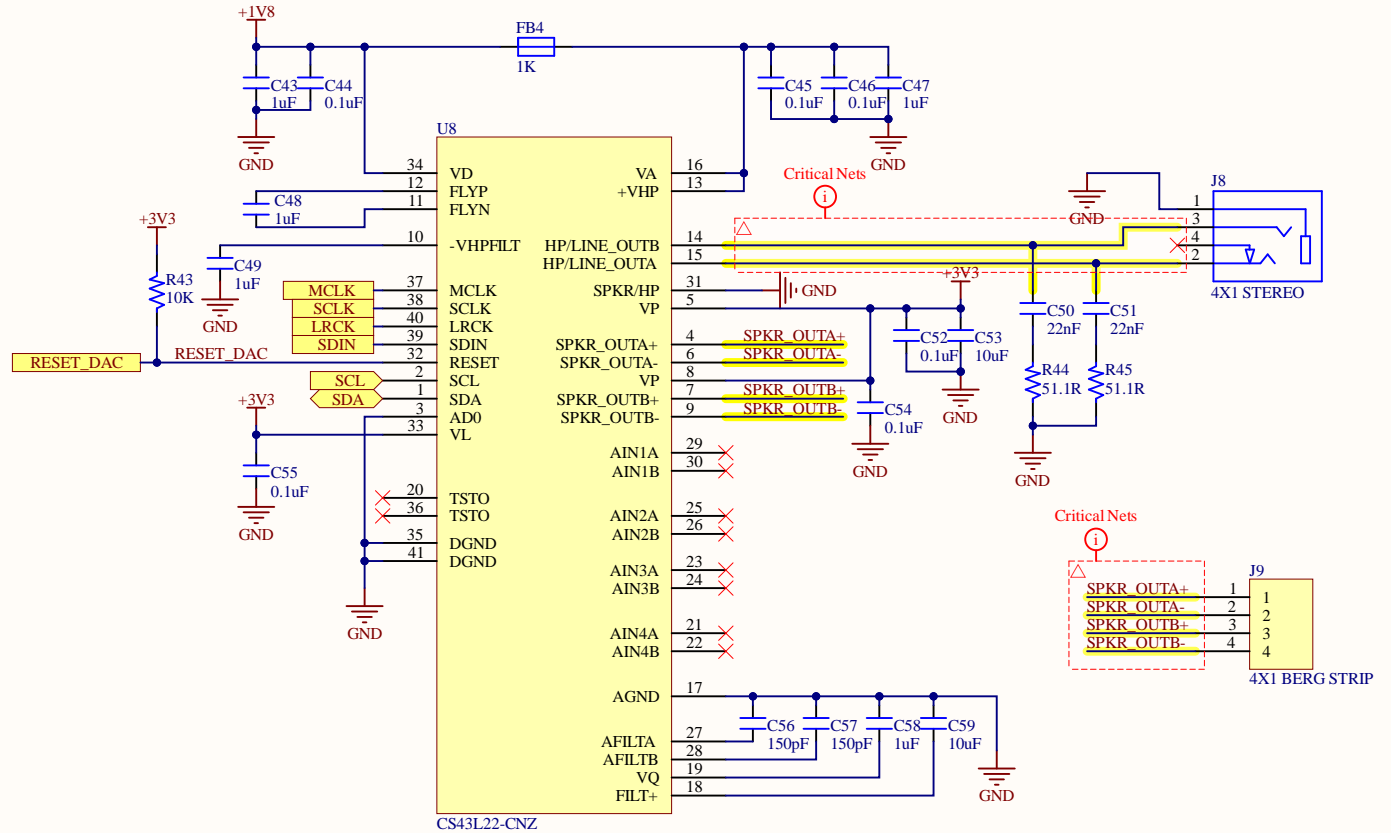 +1V8
FB4
1K
C43
1uF
C44
0.1uF
C45
0.1uF
C46
0.1uF
C47
1uF
GND
GND
U8
34 VD
12 FLYP
11 FLYN
10 -VHPFILT
37 MCLK
38 SCLK
40 LRCK
39 SDIN
32 RESET
2 SCL
1 SDA
3 AD0
33 VL
20 TSTO
36 TSTO
35 DGND
41 DGND
VA 16
+VHP 13
HP/LINE_OUTB 14
HP/LINE_OUTA 15
SPKR/HP 31
VP 5
SPKR_OUTA+ 4
SPKR_OUTA- 6
VP 8
SPKR_OUTB+ 7
SPKR_OUTB- 9
AIN1A 29
AIN1B 30
AIN2A 25
AIN2B 26
AIN3A 23
AIN3B 24
AIN4A 21
AIN4B 22
AGND 17
AFILTA 27
AFILTB 28
VQ 19
FILT+ 18
CS43L22-CNZ
C48
1uF
+3V3
R43
10K
C49
1uF
GND
MCLK
SCLK
LRCK
SDIN
RESET_DAC
RESET_DAC
SCL
SDA
+3V3
C55
0.1uF
GND
GND
Critical Nets
i
GND
J8
1
3
4
2
4X1 STEREO
GND
+3V3
SPKR_OUTA+
SPKR_OUTA-
SPKR_OUTB+
SPKR_OUTB-
C52
0.1uF
C53
10uF
GND
C54
0.1uF
GND
C50
22nF
C51
22nF
R44
51.1R
R45
51.1R
GND
Critical Nets
i
J9
SPKR_OUTA+ 1 1
SPKR_OUTA- 2 2
SPKR_OUTB+ 3 3
SPKR_OUTB- 4 4
4X1 BERG STRIP
C56
150pF
C57
150pF
C58
1uF
C59
10uF
GND